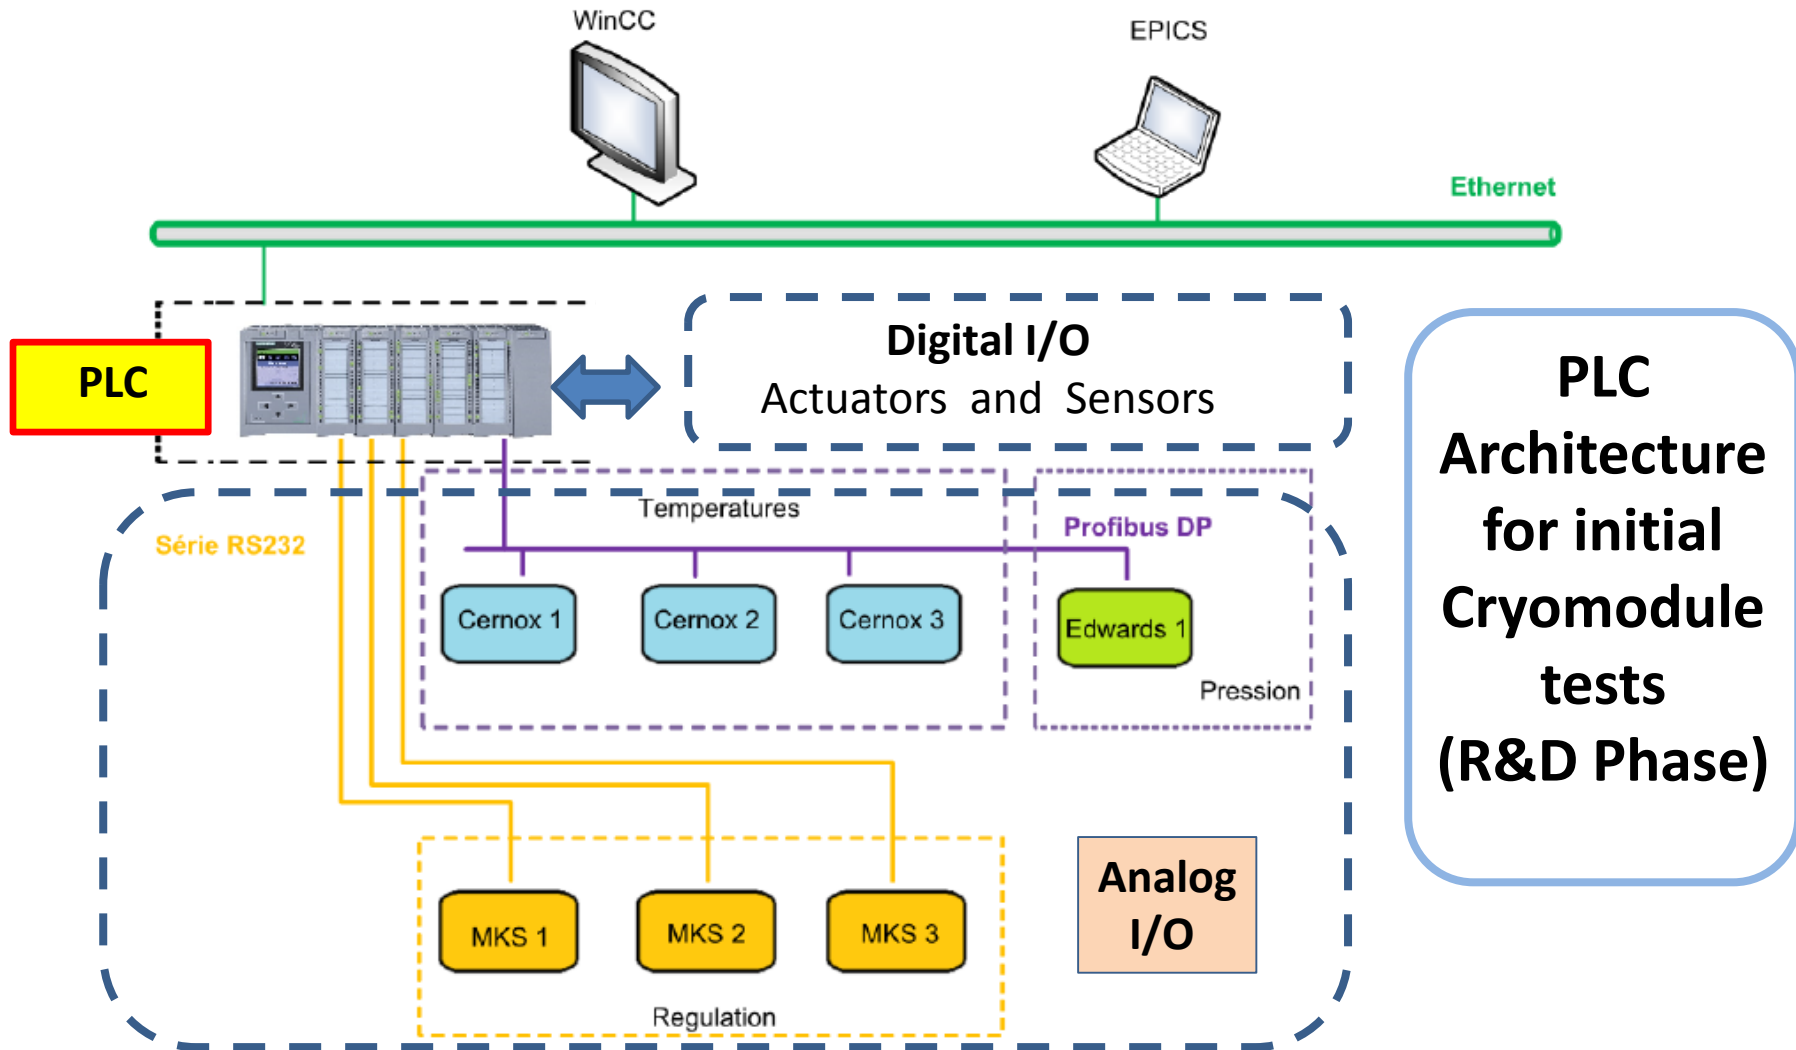 WinCC
EPICS
Ethernet
PLC
Digital I/O
Actuators and Sensors
PLC
Architecture
for initial
Cryomodule
tests
(R&D Phase)
Temperatures
Série RS232
Profibus DP
Cernox 1
Cernox 2
Cernox 3
Edwards 1
Pression
Analog
I/O
MKS 1
MKS 2
MKS 3
Regulation